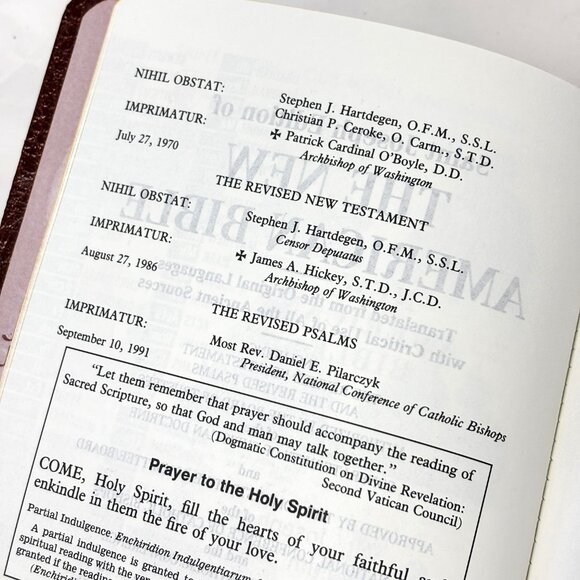 NIHIL OBSTAT: Stephen J. Hartdegen, O.F.M., S.S.L.
Christian P. Ceroke, O. Carm., S.T.D.
IMPRIMATUR: ✠ Patrick Cardinal O'Boyle, D.D.
Archbishop of Washington
July 27, 1970
THE REVISED NEW TESTAMENT
NIHIL OBSTAT: Stephen J. Hartdegen, O.F.M., S.S.L.
Censor Deputatus
IMPRIMATUR: ✠ James A. Hickey, S.T.D., J.C.D.
Archbishop of Washington
August 27, 1986
THE REVISED PSALMS
IMPRIMATUR: Most Rev. Daniel E. Pilarczyk
President, National Conference of Catholic Bishops
September 10, 1991
"Let them remember that prayer should accompany the reading of
Sacred Scripture, so that God and man may talk together."
(Dogmatic Constitution on Divine Revelation:
Second Vatican Council)
Prayer to the Holy Spirit
COME, Holy Spirit, fill the hearts of your faithful and
enkindle in them the fire of your love.
Partial Indulgence. Enchiridion Indulgentiarum
A partial indulgence is granted to
spiritual reading with the
granted if the reading
(Enchiri